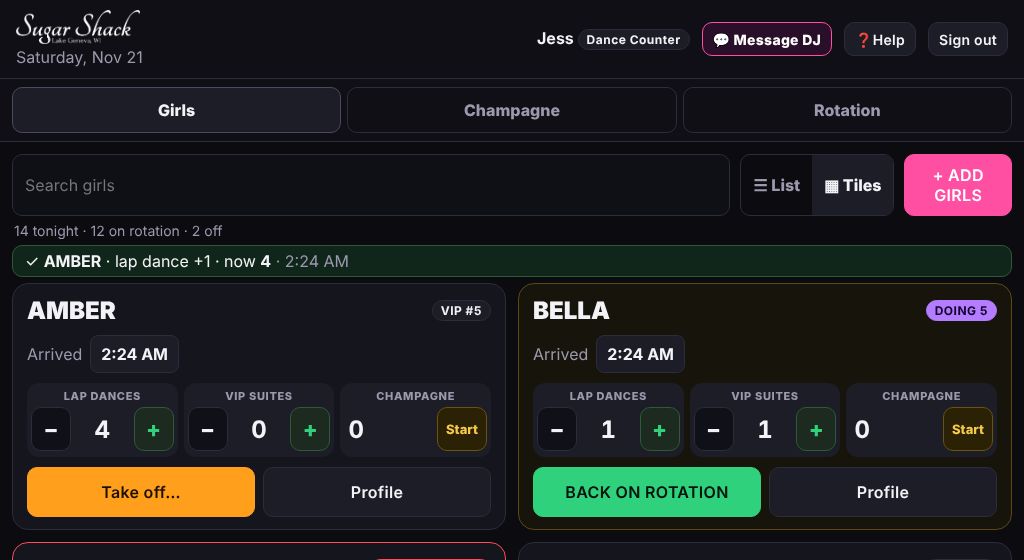 Sugar Shack
Lake Geneva, WI
Saturday, Nov 21
Jess Dance Counter
💬 Message DJ
❓Help
Sign out
Girls
Champagne
Rotation
Search girls
☰ List
▦ Tiles
+ ADD
GIRLS
14 tonight · 12 on rotation · 2 off
✓ AMBER · lap dance +1 · now 4 · 2:24 AM
AMBER
VIP #5
Arrived 2:24 AM
LAP DANCES
VIP SUITES
CHAMPAGNE
− 4 +
− 0 +
0 Start
Take off...
Profile
BELLA
DOING 5
Arrived 2:24 AM
LAP DANCES
VIP SUITES
CHAMPAGNE
− 1 +
− 1 +
0 Start
BACK ON ROTATION
Profile